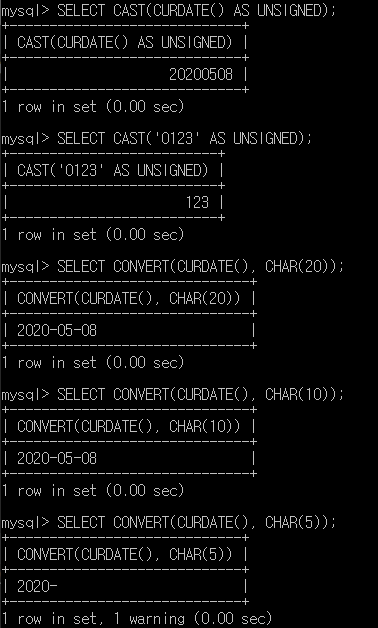 mysql> SELECT CAST(CURDATE() AS UNSIGNED);
+-----------------------------+
| CAST(CURDATE() AS UNSIGNED) |
+-----------------------------+
|                    20200508 |
+-----------------------------+
1 row in set (0.00 sec)
mysql> SELECT CAST('0123' AS UNSIGNED);
+--------------------------+
| CAST('0123' AS UNSIGNED) |
+--------------------------+
|                      123 |
+--------------------------+
1 row in set (0.00 sec)
mysql> SELECT CONVERT(CURDATE(), CHAR(20));
+------------------------------+
| CONVERT(CURDATE(), CHAR(20)) |
+------------------------------+
| 2020-05-08                   |
+------------------------------+
1 row in set (0.00 sec)
mysql> SELECT CONVERT(CURDATE(), CHAR(10));
+------------------------------+
| CONVERT(CURDATE(), CHAR(10)) |
+------------------------------+
| 2020-05-08                   |
+------------------------------+
1 row in set (0.00 sec)
mysql> SELECT CONVERT(CURDATE(), CHAR(5));
+-----------------------------+
| CONVERT(CURDATE(), CHAR(5)) |
+-----------------------------+
| 2020-                       |
+-----------------------------+
1 row in set, 1 warning (0.00 sec)